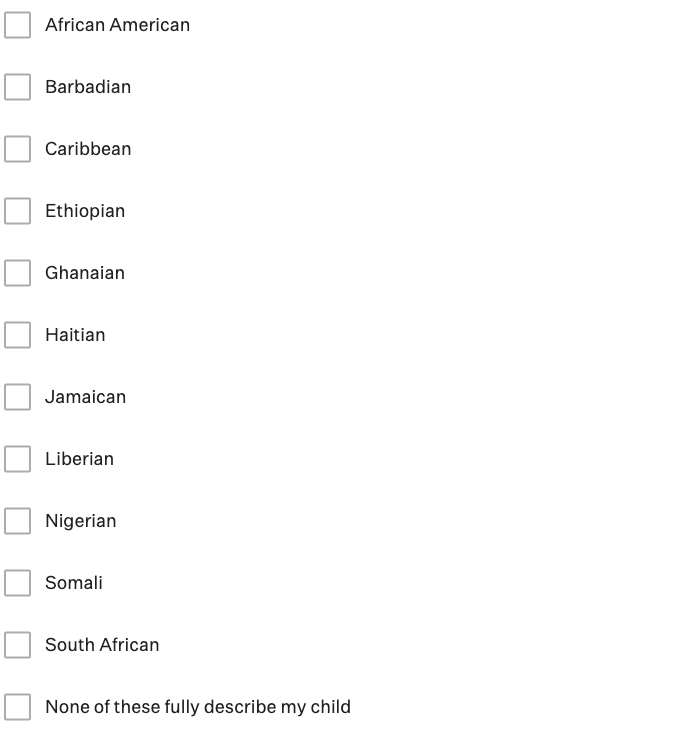 African American
Barbadian
Caribbean
Ethiopian
Ghanaian
Haitian
Jamaican
Liberian
Nigerian
Somali
South African
None of these fully describe my child